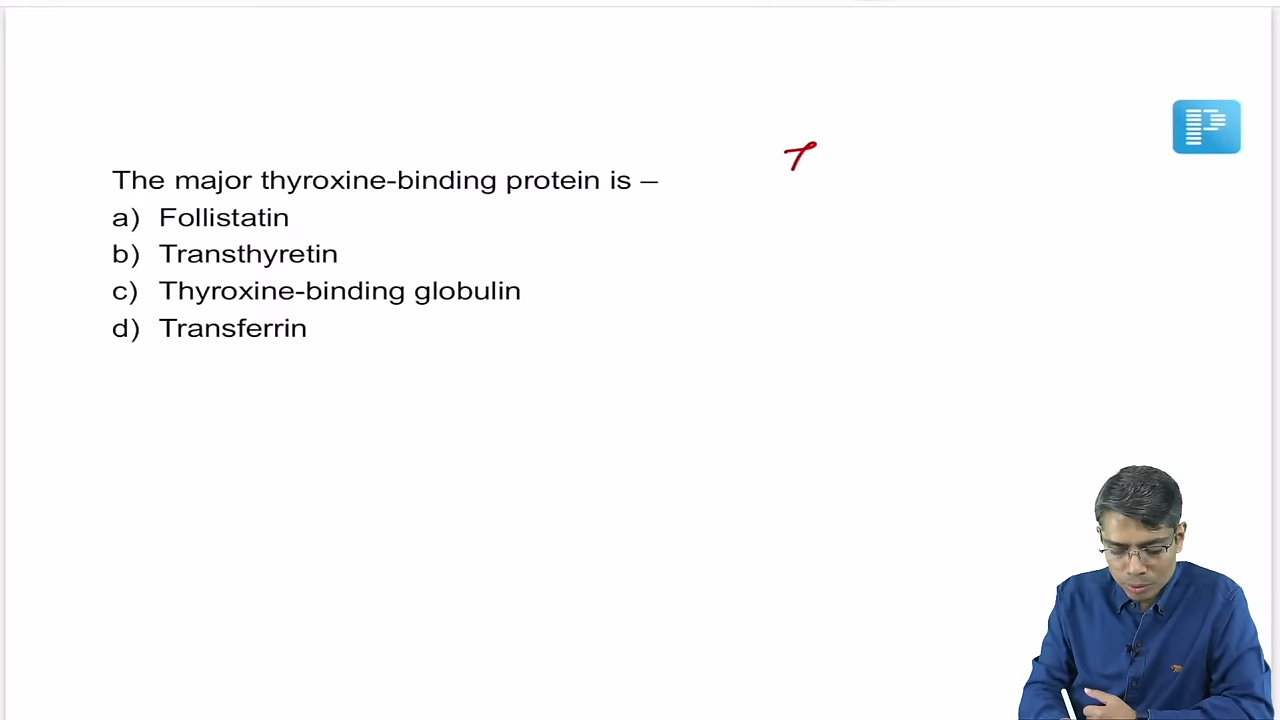 The major thyroxine-binding protein is –
a) Follistatin
b) Transthyretin
c) Thyroxine-binding globulin
d) Transferrin